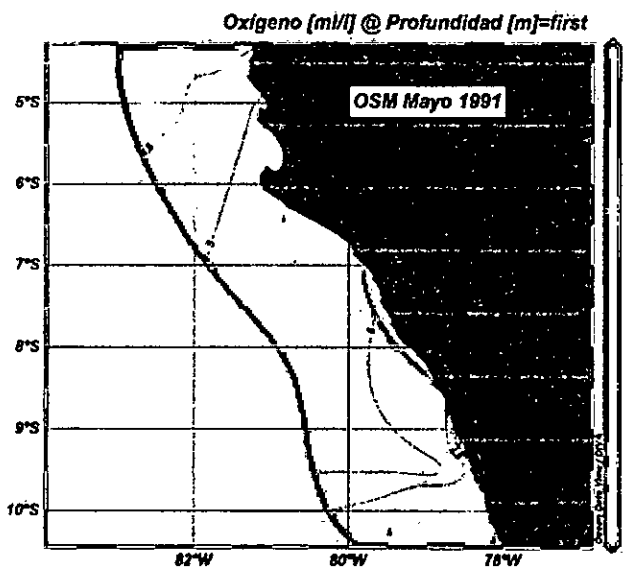 Oxígeno [ml/l] @ Profundidad [m]=first
OSM Mayo 1991
5°S
6°S
7°S
8°S
9°S
10°S
82°W
80°W
78°W